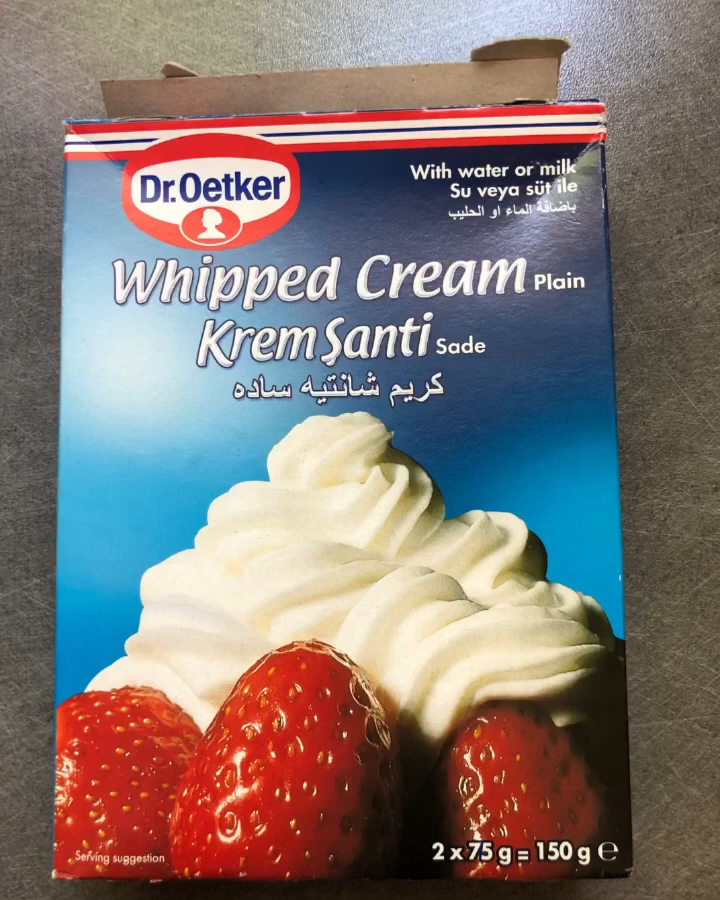 Dr.Oetker
With water or milk
Su veya süt ile
باضافة الماء او الحليب
Whipped Cream Plain
Krem Şanti Sade
كريم شانتيه ساده
Serving suggestion
2 x 75 g = 150 g ℮